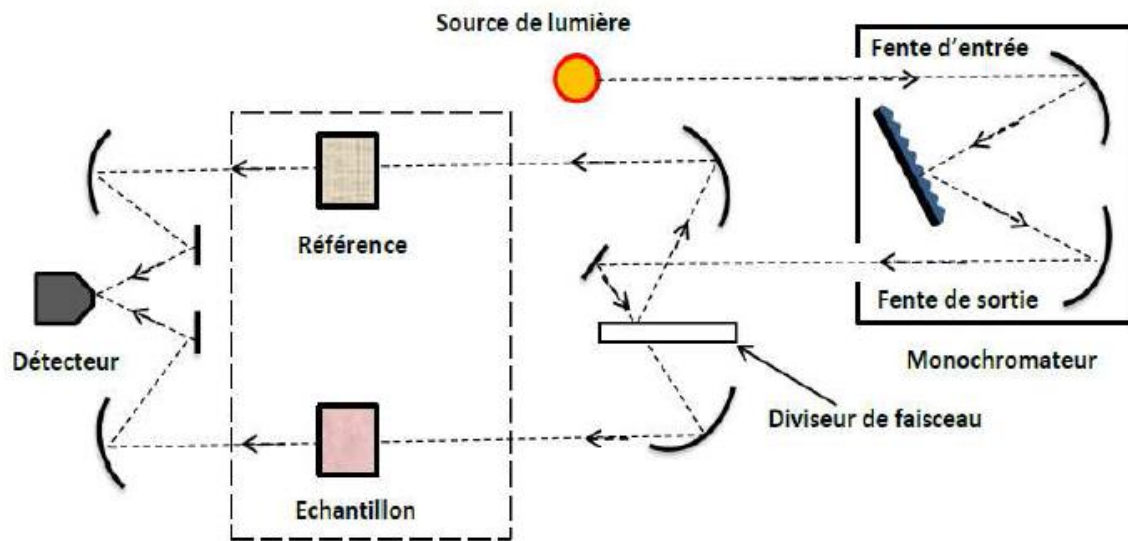 Source de lumière
Fente d'entrée
Référence
Fente de sortie
Détecteur
Monochromateur
Diviseur de faisceau
Echantillon